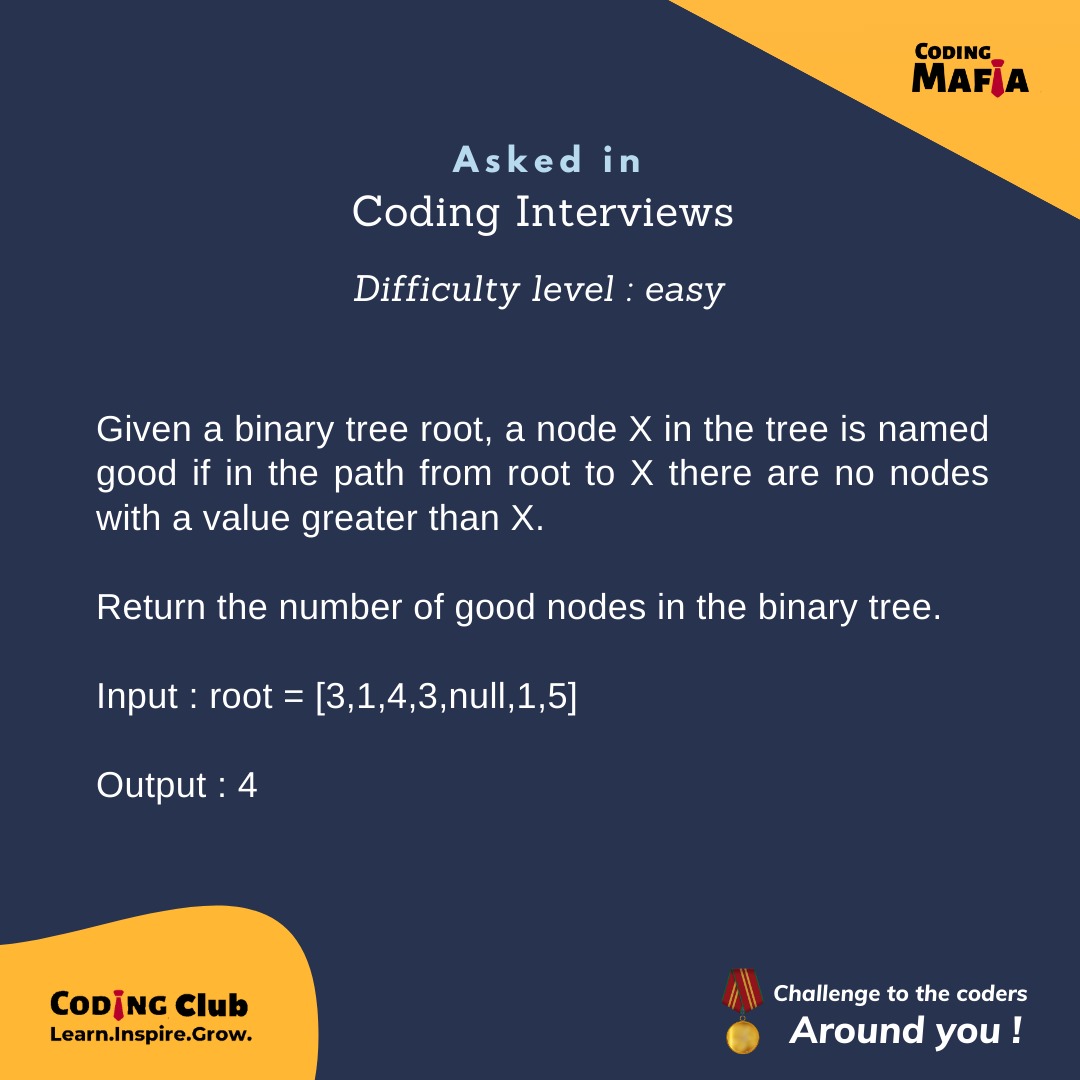 CODING
MAFIA
Asked in
Coding Interviews
Difficulty level : easy
Given a binary tree root, a node X in the tree is named
good if in the path from root to X there are no nodes
with a value greater than X.
Return the number of good nodes in the binary tree.
Input : root = [3,1,4,3,null,1,5]
Output : 4
CODING Club
Learn.Inspire.Grow.
Challenge to the coders
Around you !